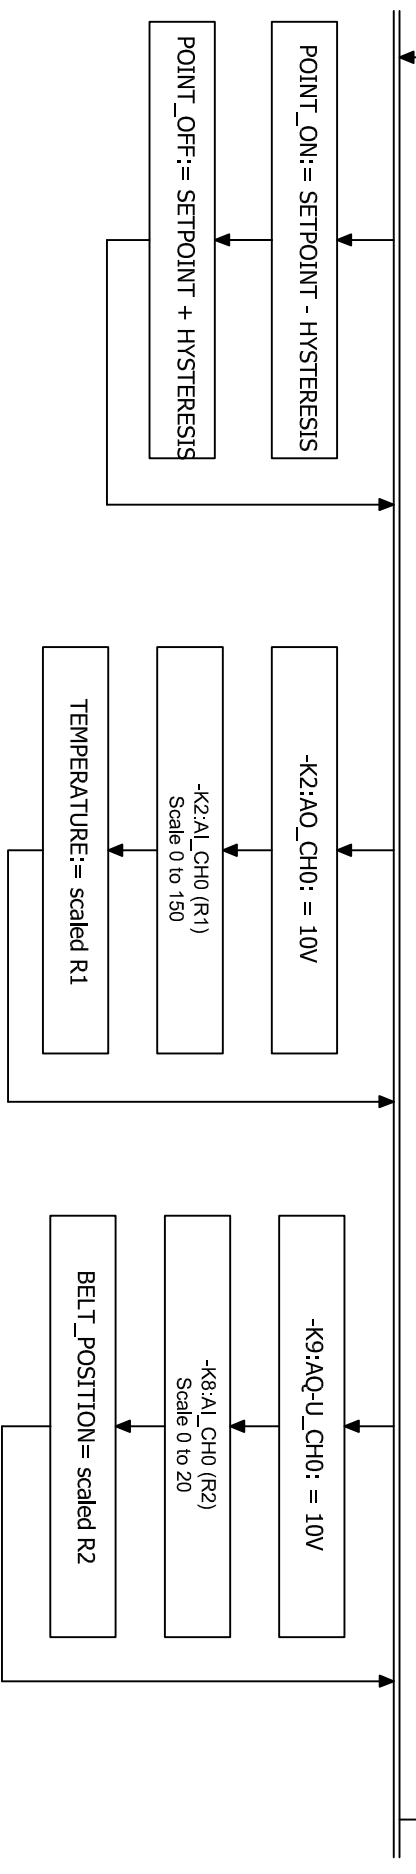 POINT_ON:= SETPOINT - HYSTERESIS
POINT_OFF:= SETPOINT + HYSTERESIS
-K2:AO_CH0: = 10V
-K2:AI_CH0 (R1)
Scale 0 to 150
TEMPERATURE:= scaled R1
-K9:AQ-U_CH0: = 10V
-K8:AI_CH0 (R2)
Scale 0 to 20
BELT_POSITION= scaled R2